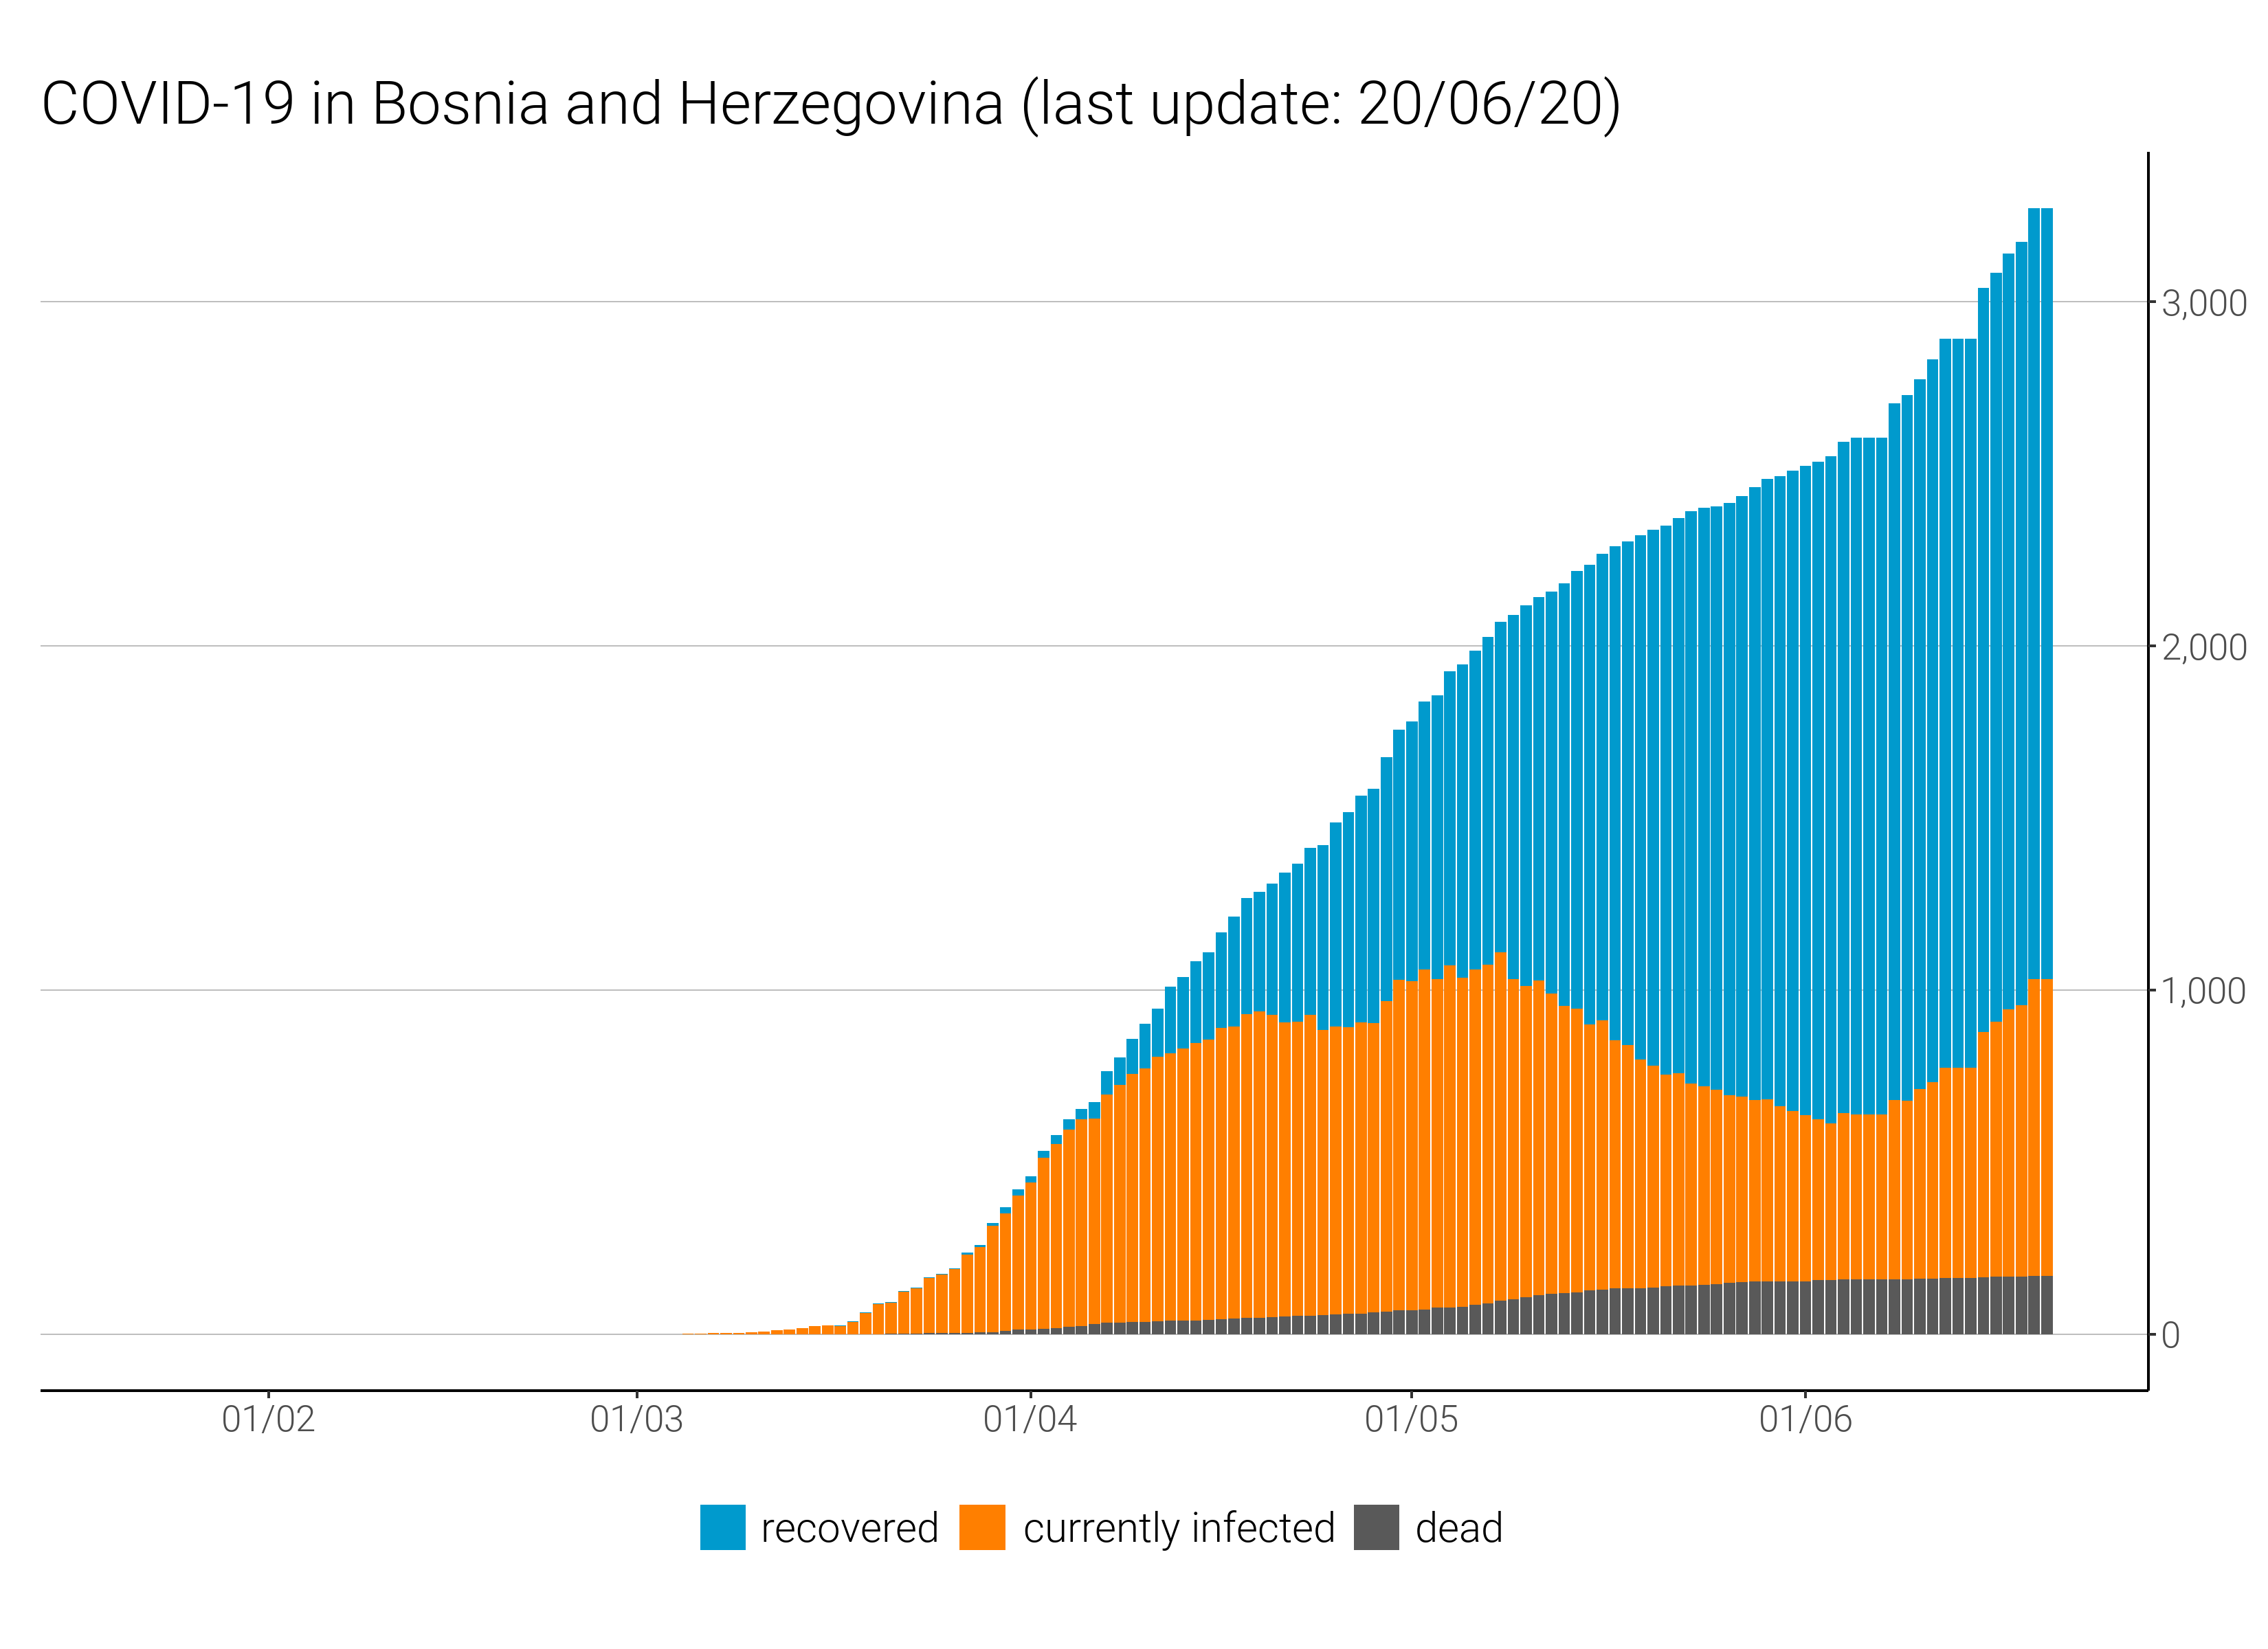 COVID-19 in Bosnia and Herzegovina (last update: 20/06/20)
3,000
2,000
1,000
0
01/02 01/03 01/04 01/05 01/06
recovered currently infected dead